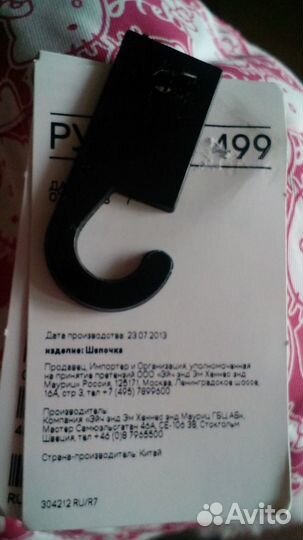 РУ 499
Дата производства: 23.07.2013
изделие: Шапочка
Продавец, Импортер и Организация, уполномоченная
на принятие претензий ООО «Эйч энд Эм Хеннес энд
Мауриц» Россия, 125171, Москва, Ленинградское шоссе,
16А, стр 3, тел +7 (495) 7899600
Производитель:
Компания «Эйч энд Эм Хеннес энд Мауриц ГБЦ АБ»,
Мастер Самюэльсгатан 46А, СЕ-106 38, Стокгольм
Швеция, тел +46 (0)8 7965500
Страна-производитель: Китай
304212 RU/R7
RU
Avito